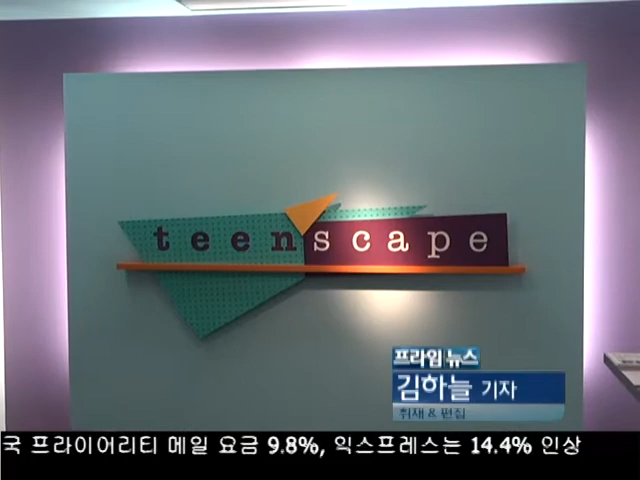 teenscape
프라임 뉴스
김하늘 기자
취재 & 편집
국 프라이어리티 메일 요금 9.8%, 익스프레스는 14.4% 인상